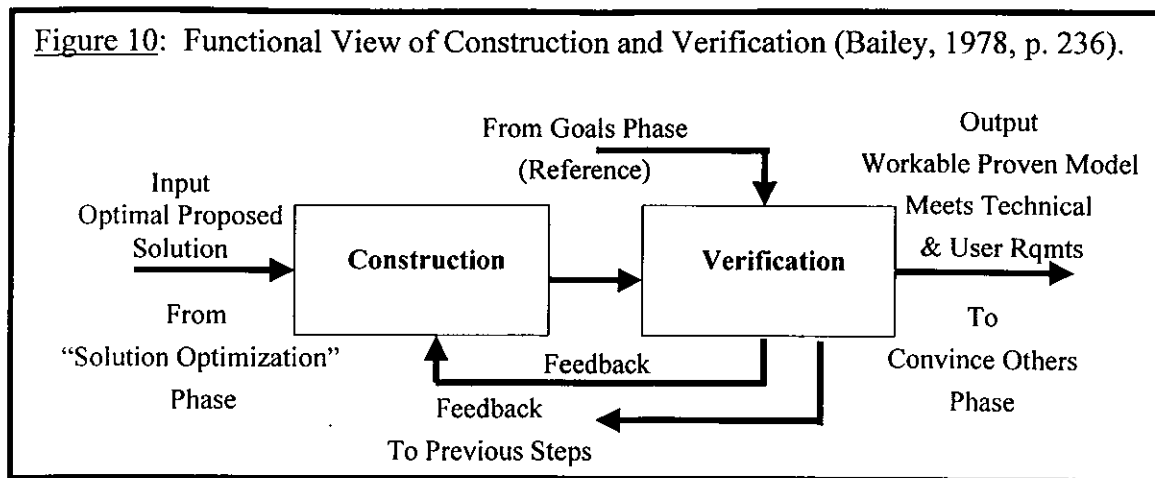 Figure 10: Functional View of Construction and Verification (Bailey, 1978, p. 236).
From Goals Phase
(Reference)
Output
Workable Proven Model
Meets Technical
& User Rqmts
Input
Optimal Proposed
Solution
Construction
Verification
From
“Solution Optimization”
Phase
Feedback
Feedback
To Previous Steps
To
Convince Others
Phase